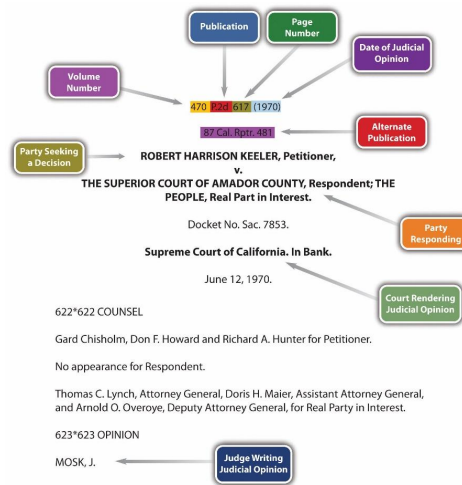 Publication
Page
Number
Date of Judicial
Opinion
Volume
Number
470 P.2d 617 (1970)
87 Cal. Rptr. 481
Alternate
Publication
Party Seeking
a Decision
ROBERT HARRISON KEELER, Petitioner,
v.
THE SUPERIOR COURT OF AMADOR COUNTY, Respondent; THE
PEOPLE, Real Part in Interest.
Docket No. Sac. 7853.
Party
Responding
Supreme Court of California. In Bank.
June 12, 1970.
Court Rendering
Judicial Opinion
622*622 COUNSEL
Gard Chisholm, Don F. Howard and Richard A. Hunter for Petitioner.
No appearance for Respondent.
Thomas C. Lynch, Attorney General, Doris H. Maier, Assistant Attorney General,
and Arnold O. Overoye, Deputy Attorney General, for Real Party in Interest.
623*623 OPINION
MOSK, J.
Judge Writing
Judicial Opinion